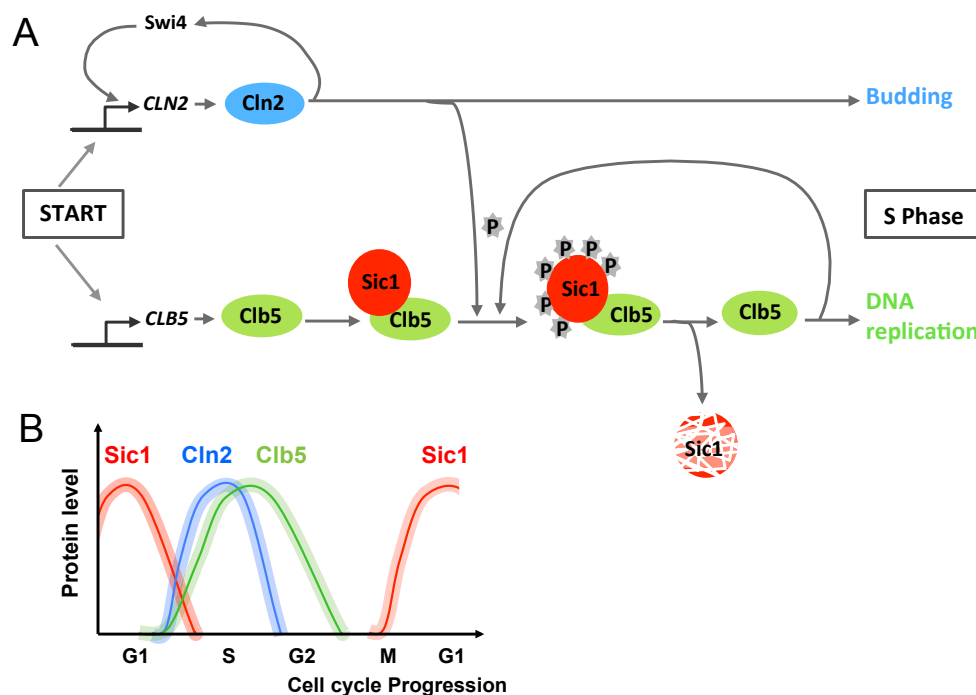 A
Swi4
CLN2
Cln2
Budding
START
P
S Phase
P
P
P
P
P
P
Sic1
Sic1
CLB5
Clb5
Clb5
Clb5
Clb5
DNA
replication
Sic1
B
Sic1
Cln2
Clb5
Sic1
Protein level
G1
S
G2
M
G1
Cell cycle Progression